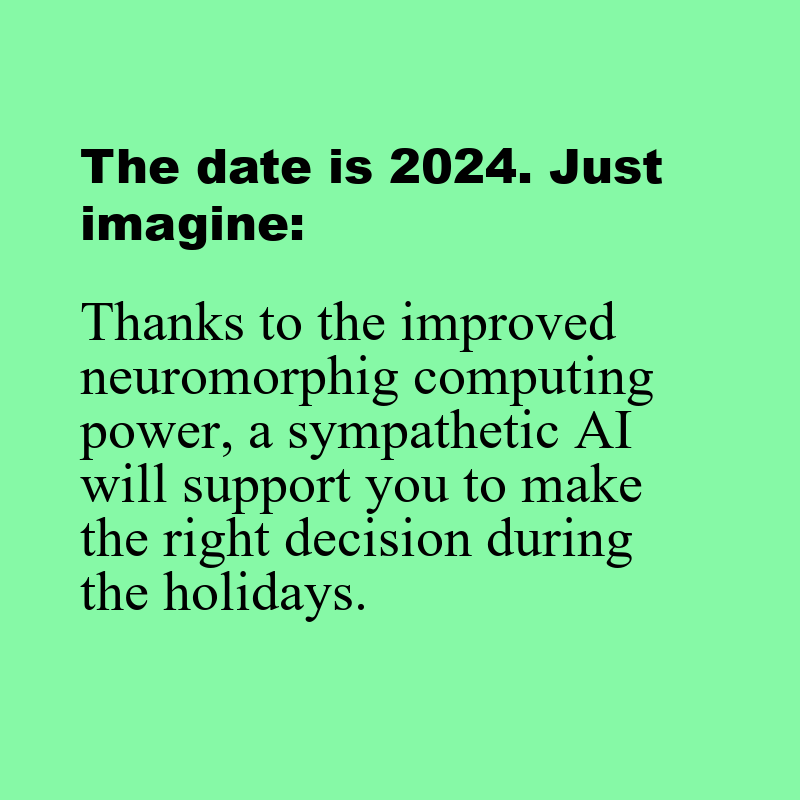 The date is 2024. Just
imagine:
Thanks to the improved
neuromorphig computing
power, a sympathetic AI
will support you to make
the right decision during
the holidays.